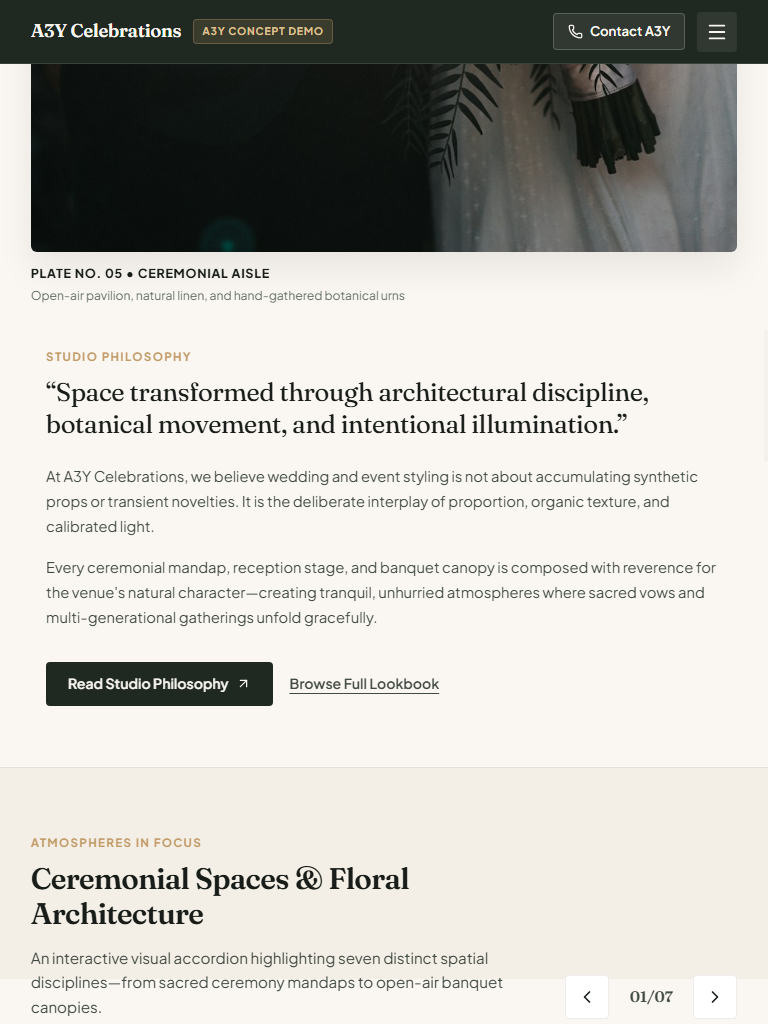 A3Y Celebrations
A3Y CONCEPT DEMO
Contact A3Y
PLATE NO. 05 ● CEREMONIAL AISLE
Open-air pavilion, natural linen, and hand-gathered botanical urns
STUDIO PHILOSOPHY
“Space transformed through architectural discipline,
botanical movement, and intentional illumination.”
At A3Y Celebrations, we believe wedding and event styling is not about accumulating synthetic
props or transient novelties. It is the deliberate interplay of proportion, organic texture, and
calibrated light.
Every ceremonial mandap, reception stage, and banquet canopy is composed with reverence for
the venue's natural character—creating tranquil, unhurried atmospheres where sacred vows and
multi-generational gatherings unfold gracefully.
Read Studio Philosophy
Browse Full Lookbook
ATMOSPHERES IN FOCUS
Ceremonial Spaces & Floral
Architecture
An interactive visual accordion highlighting seven distinct spatial
disciplines—from sacred ceremony mandaps to open-air banquet
canopies.
01/07